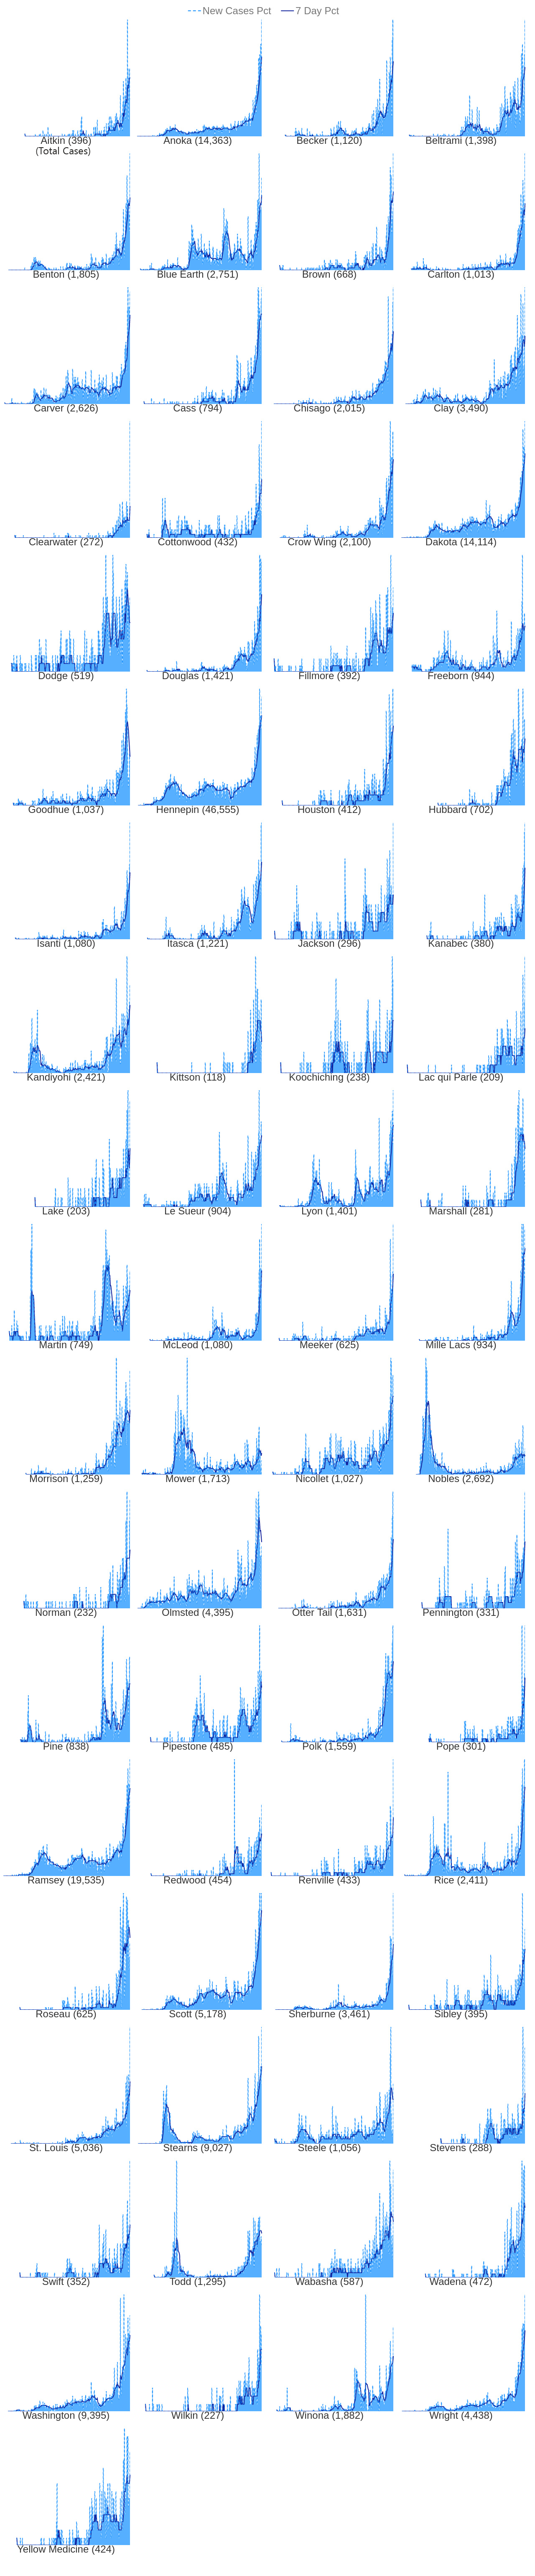 New Cases Pct 7 Day Pct
Aitkin (396) Anoka (14,363) Becker (1,120) Beltrami (1,398)
(Total Cases)
Benton (1,805) Blue Earth (2,751) Brown (668) Carlton (1,013)
Carver (2,626) Cass (794) Chisago (2,015) Clay (3,490)
Clearwater (272) Cottonwood (432) Crow Wing (2,100) Dakota (14,114)
Dodge (519) Douglas (1,421) Fillmore (392) Freeborn (944)
Goodhue (1,037) Hennepin (46,555) Houston (412) Hubbard (702)
Isanti (1,080) Itasca (1,221) Jackson (296) Kanabec (380)
Kandiyohi (2,421) Kittson (118) Koochiching (238) Lac qui Parle (209)
Lake (203) Le Sueur (904) Lyon (1,401) Marshall (281)
Martin (749) McLeod (1,080) Meeker (625) Mille Lacs (934)
Morrison (1,259) Mower (1,713) Nicollet (1,027) Nobles (2,692)
Norman (232) Olmsted (4,395) Otter Tail (1,631) Pennington (331)
Pine (838) Pipestone (485) Polk (1,559) Pope (301)
Ramsey (19,535) Redwood (454) Renville (433) Rice (2,411)
Roseau (625) Scott (5,178) Sherburne (3,461) Sibley (395)
St. Louis (5,036) Stearns (9,027) Steele (1,056) Stevens (288)
Swift (352) Todd (1,295) Wabasha (587) Wadena (472)
Washington (9,395) Wilkin (227) Winona (1,882) Wright (4,438)
Yellow Medicine (424)